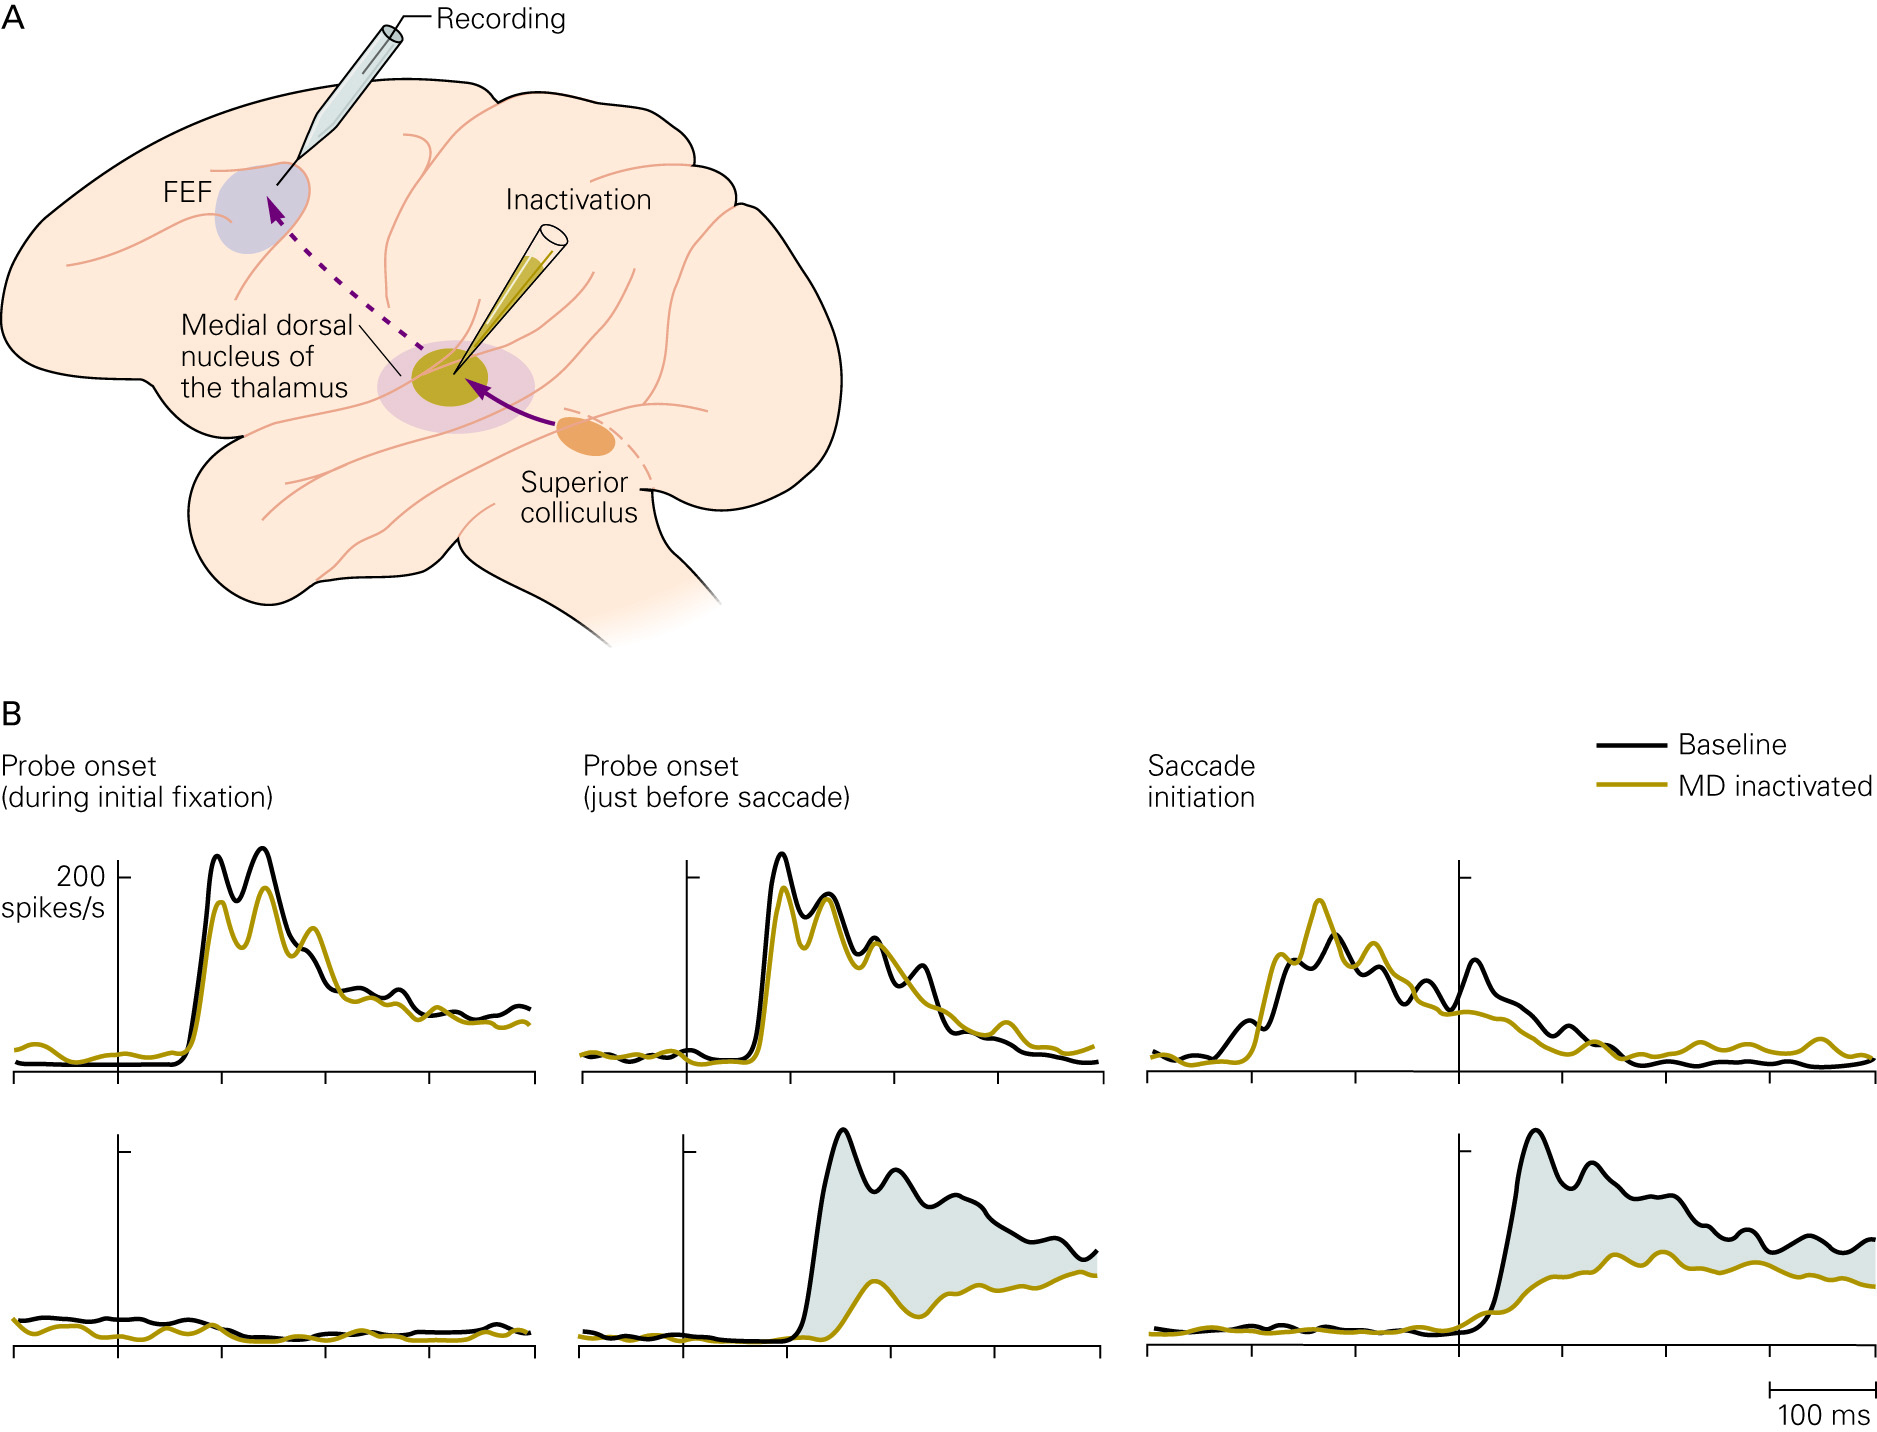 A
Recording
FEF
Inactivation
Medial dorsal
nucleus of
the thalamus
Superior
colliculus
B
Probe onset
(during initial fixation)
Probe onset
(just before saccade)
Saccade
initiation
Baseline
MD inactivated
200
spikes/s
100 ms